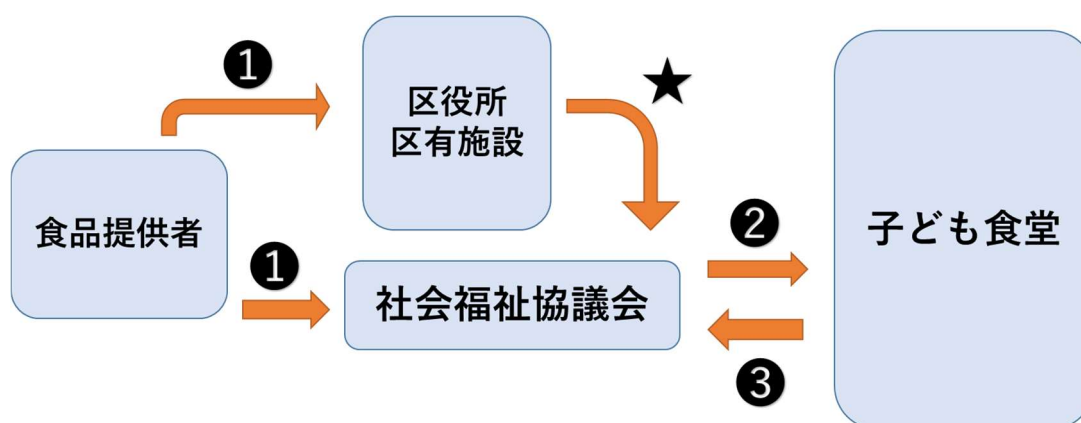 ❶
区役所
区有施設
★
食品提供者
❶
社会福祉協議会
❷
❸
子ども食堂